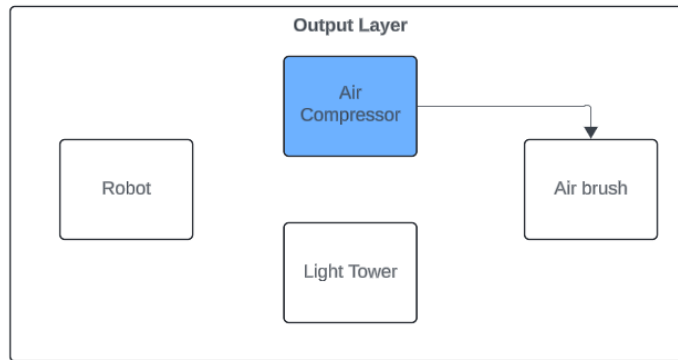 Output Layer
Air
Compressor
Robot
Air brush
Light Tower